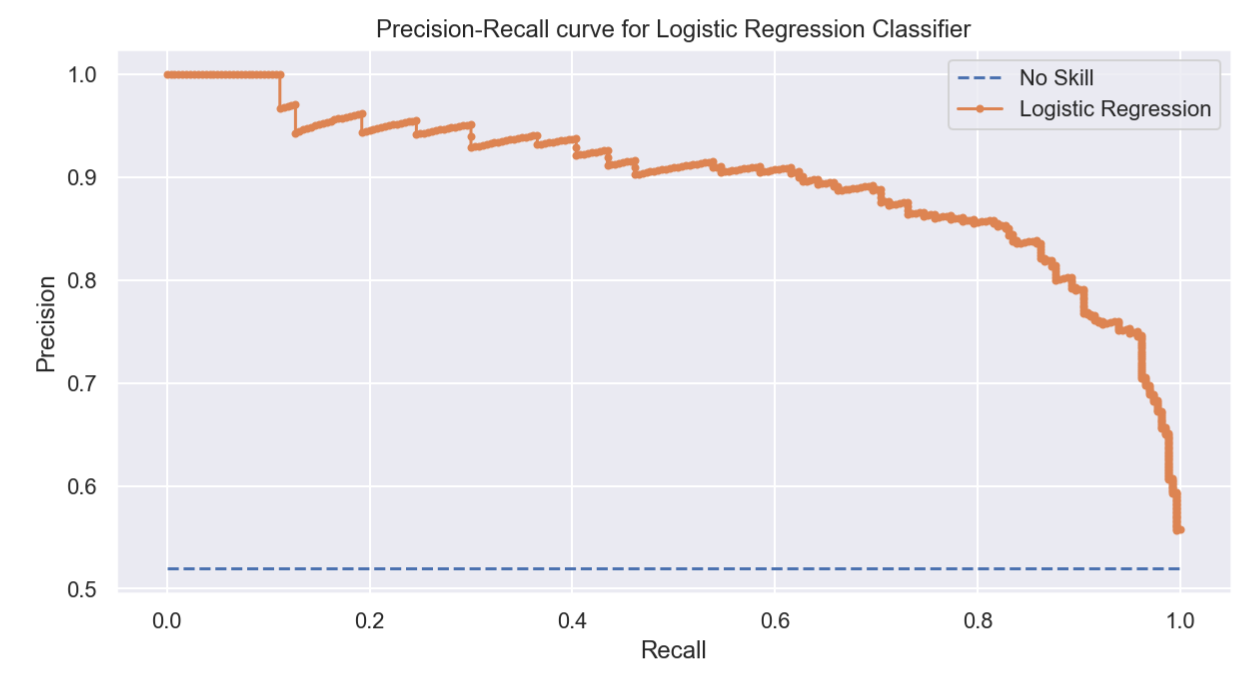 Precision-Recall curve for Logistic Regression Classifier
No Skill
Logistic Regression
1.0
0.9
0.8
0.7
0.6
0.5
Precision
0.0 0.2 0.4 0.6 0.8 1.0
Recall